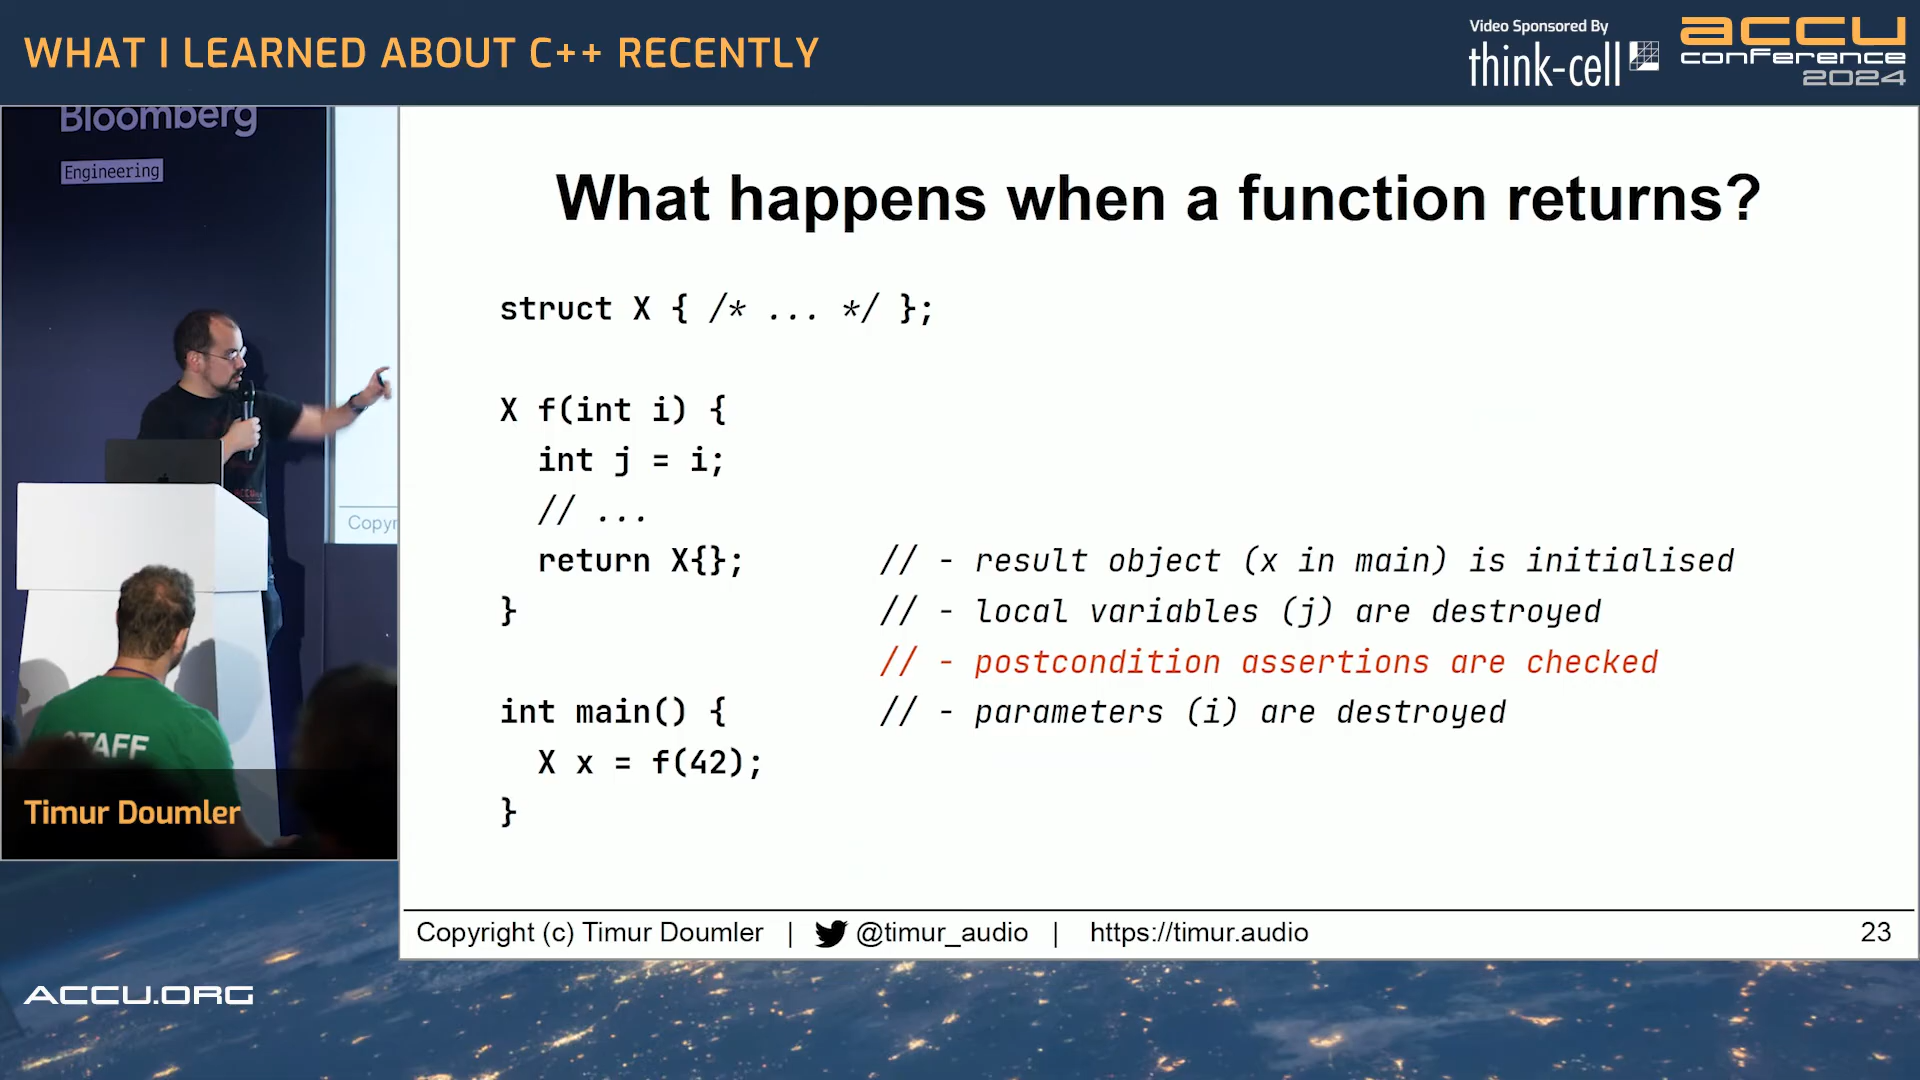 WHAT I LEARNED ABOUT C++ RECENTLY
Video Sponsored By
think-cell
accu
conference
2024
Bloomberg
Engineering
What happens when a function returns?
struct X { /* ... */ };
X f(int i) {
int j = i;
// ...
return X{}; // - result object (x in main) is initialised
} // - local variables (j) are destroyed
// - postcondition assertions are checked
int main() { // - parameters (i) are destroyed
X x = f(42);
}
Copyr
STAFF
Timur Doumler
Copyright (c) Timur Doumler | @timur_audio | https://timur.audio
23
ACCU.ORG